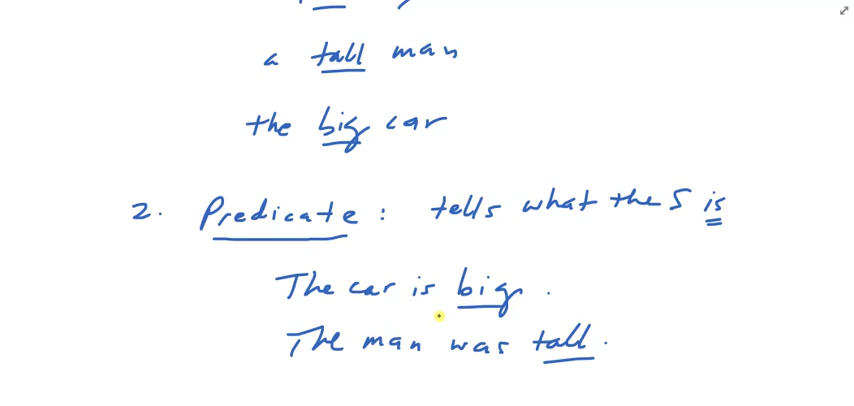 a tall man
the big car
2. Predicate: tells what the S is
The car is big.
The man was tall.